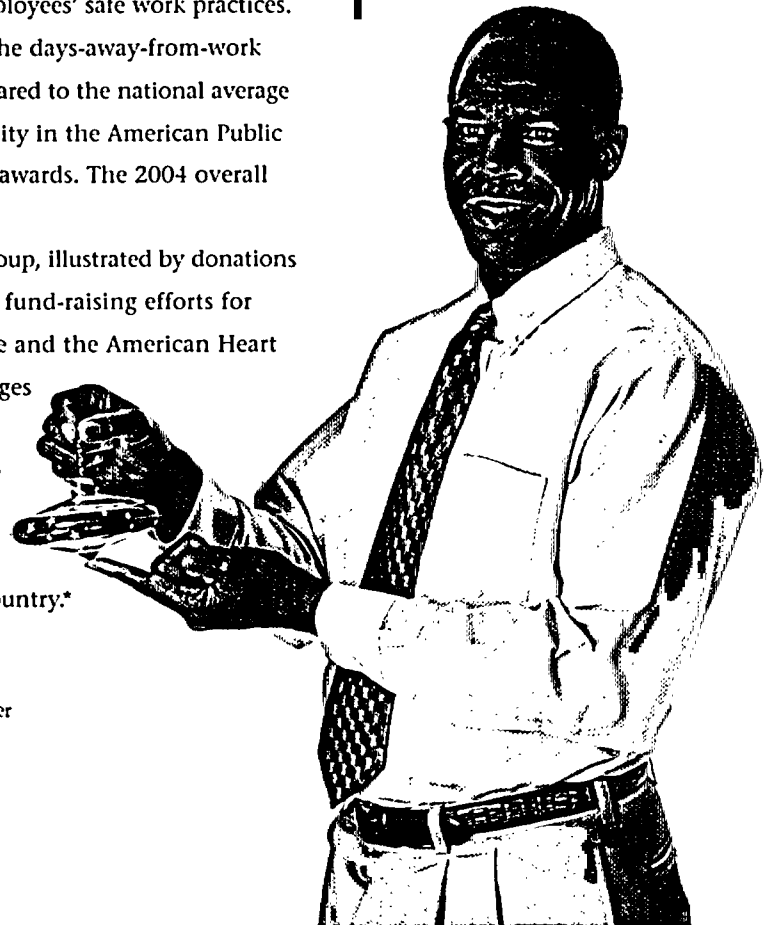 ployees' safe work practices.
he days-away-from-work
ared to the national average
ity in the American Public
awards. The 2004 overall
oup, illustrated by donations
fund-raising efforts for
e and the American Heart
ges
ountry.*
er